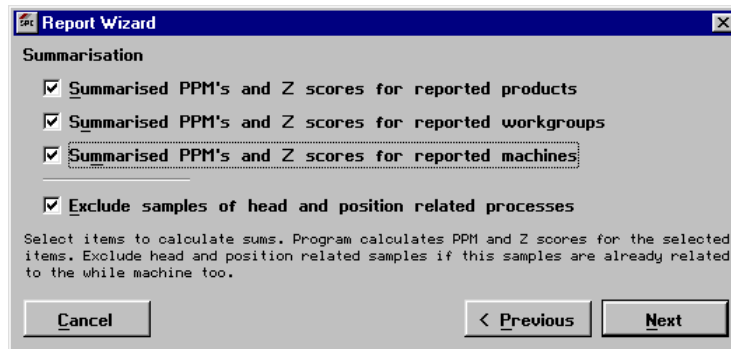 SPC Report Wizard
Summarisation
Summarised PPM's and Z scores for reported products
Summarised PPM's and Z scores for reported workgroups
Summarised PPM's and Z scores for reported machines
Exclude samples of head and position related processes
Select items to calculate sums. Program calculates PPM and Z scores for the selected
items. Exclude head and position related samples if this samples are already related
to the while machine too.
Cancel < Previous Next